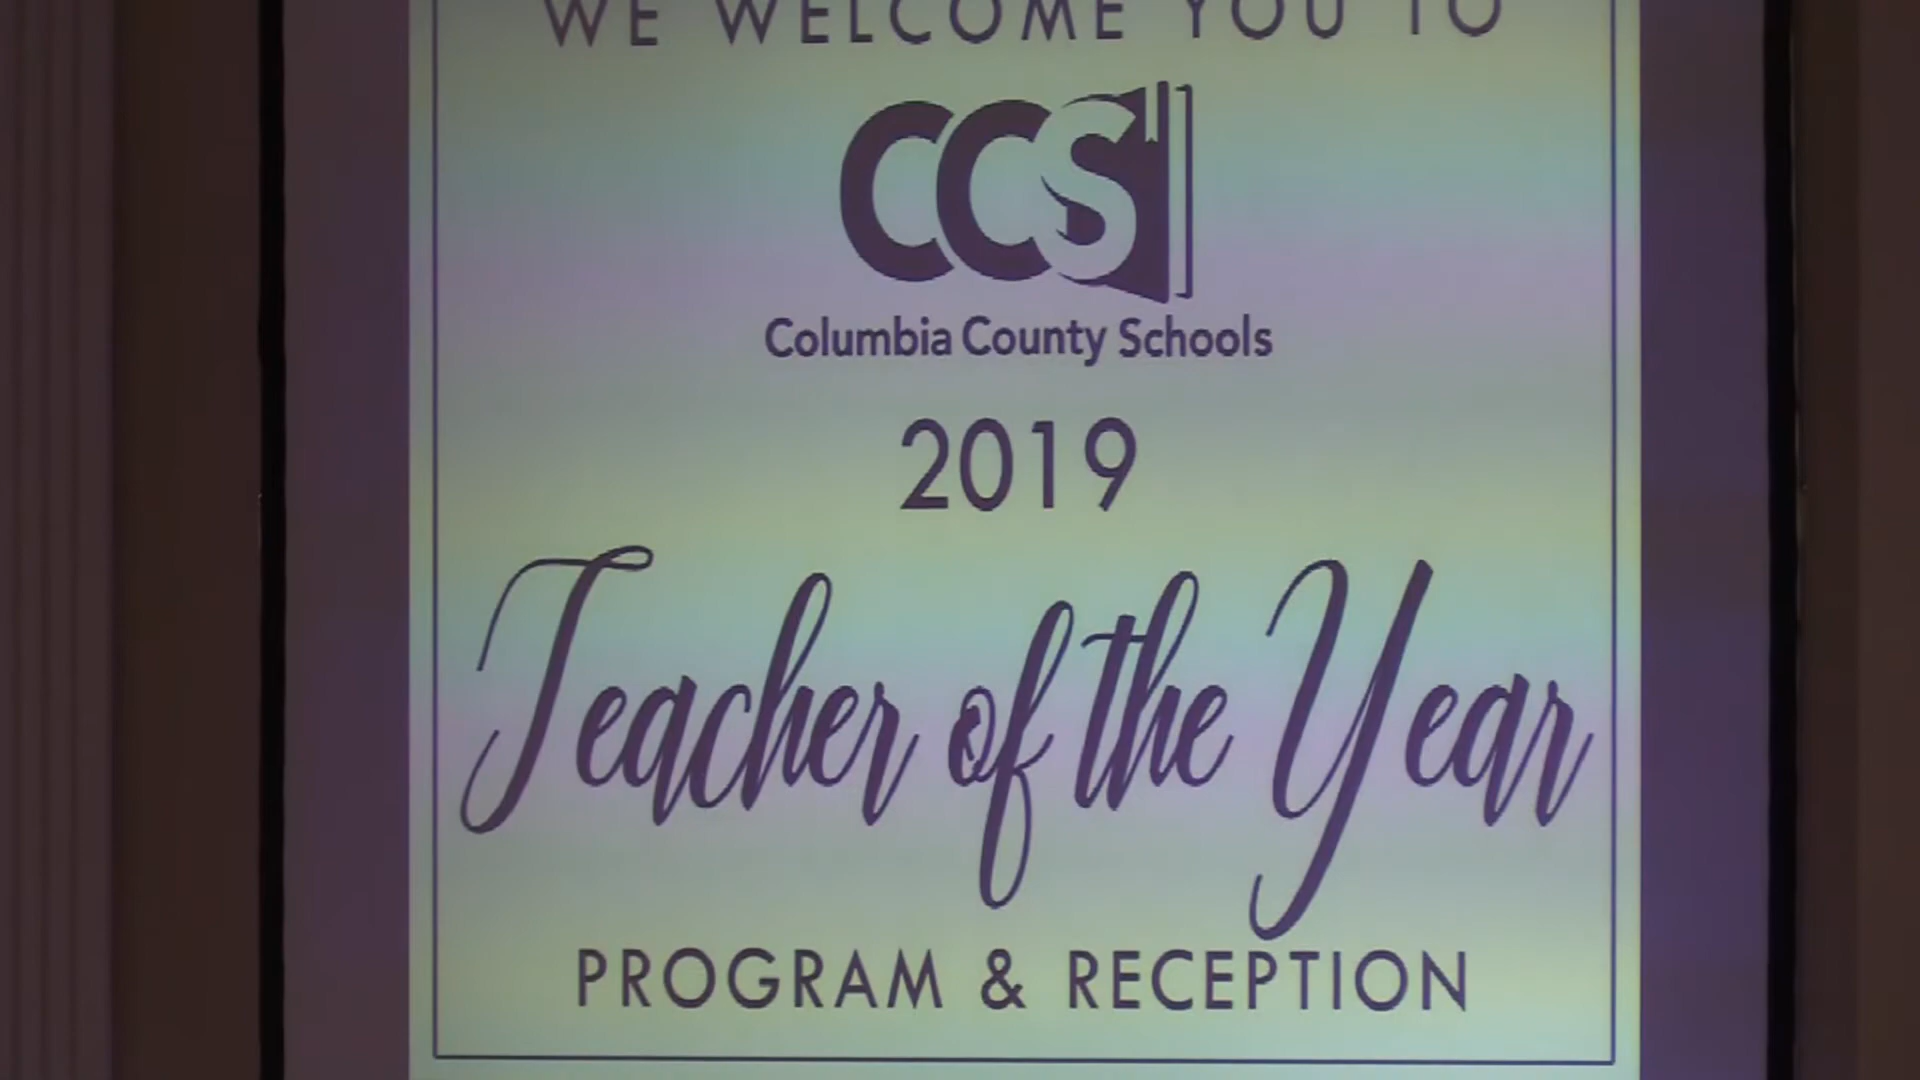 WE WELCOME YOU TO
CCS
Columbia County Schools
2019
Teacher of the Year
PROGRAM & RECEPTION